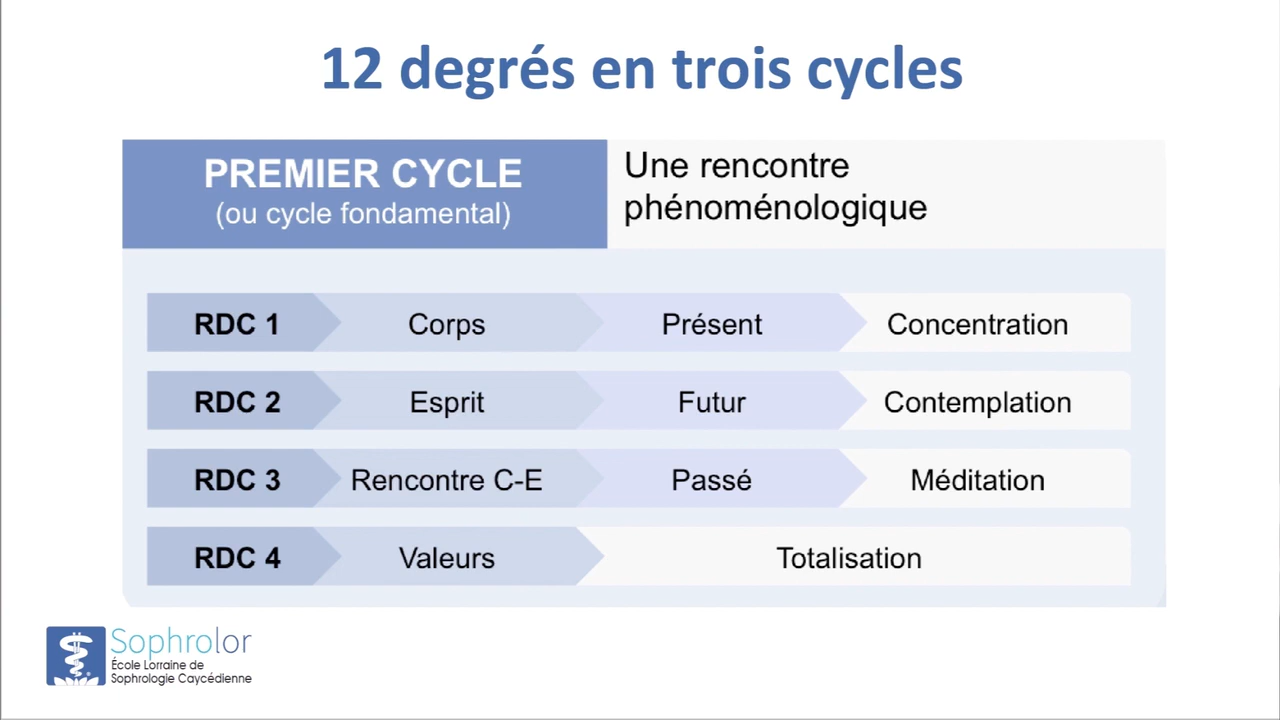 12 degrés en trois cycles
PREMIER CYCLE
(ou cycle fondamental)
Une rencontre
phénoménologique
RDC 1 Corps Présent Concentration
RDC 2 Esprit Futur Contemplation
RDC 3 Rencontre C-E Passé Méditation
RDC 4 Valeurs Totalisation
Sophrolor
École Lorraine de
Sophrologie Caycédienne